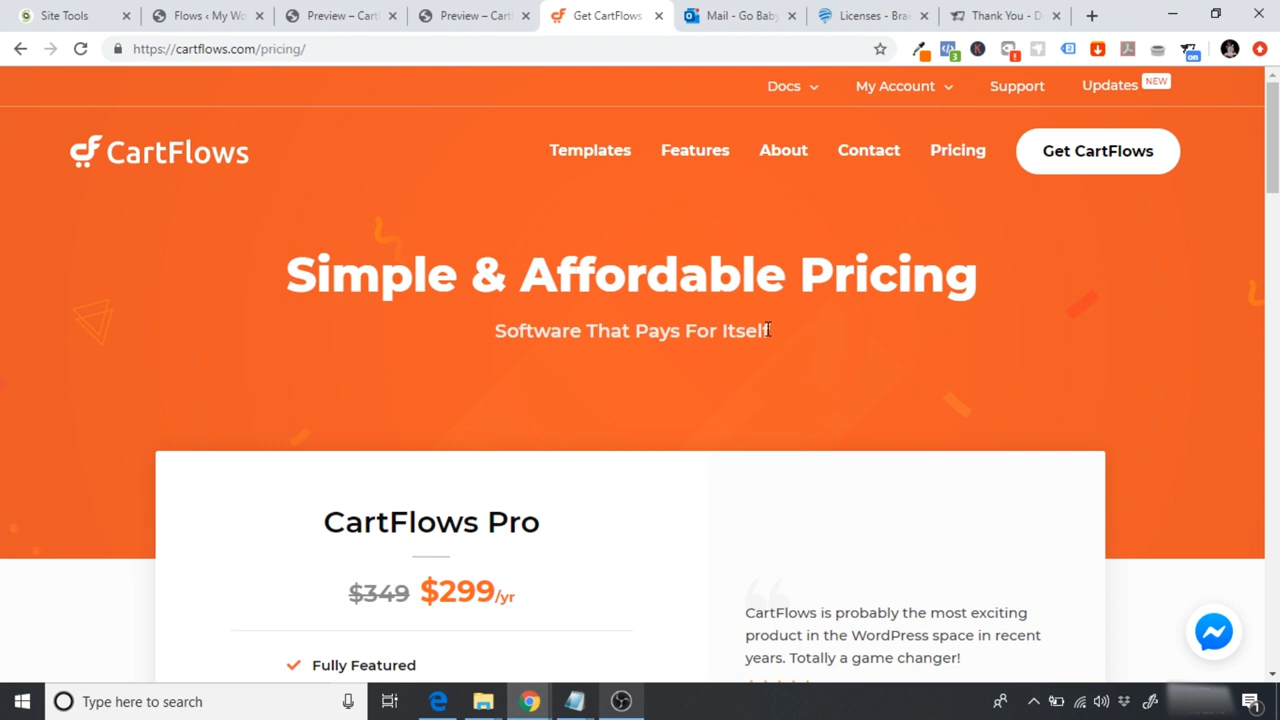 Site Tools
Flows ‹ My Wo
Preview – Cart
Preview – Cart
Get CartFlows
Mail - Go Baby
Licenses - Brai
Thank You - D
https://cartflows.com/pricing/
Docs
My Account
Support
Updates NEW
CartFlows
Templates
Features
About
Contact
Pricing
Get CartFlows
Simple & Affordable Pricing
Software That Pays For Itself
CartFlows Pro
$349 $299/yr
Fully Featured
CartFlows is probably the most exciting
product in the WordPress space in recent
years. Totally a game changer!
Type here to search